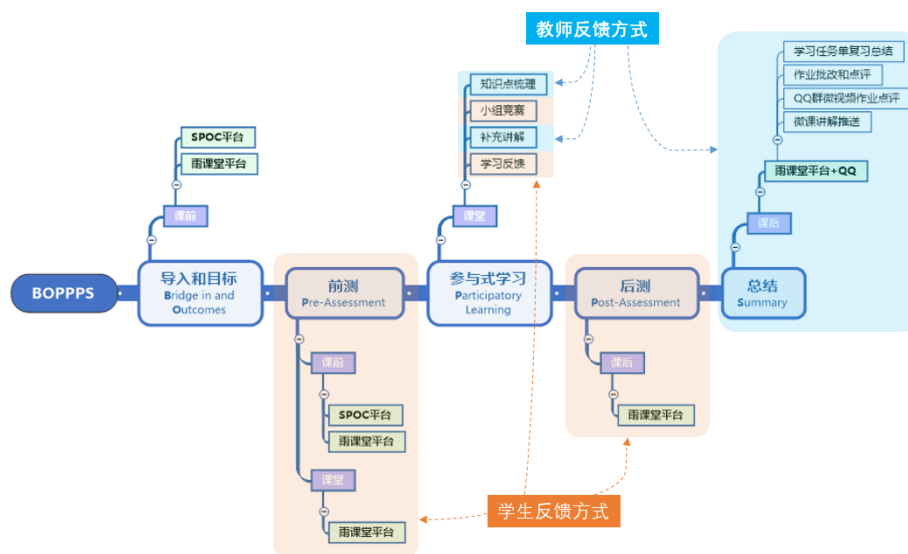 教师反馈方式
学习任务单复习总结
作业批改和点评
QQ群微视频作业点评
微课讲解推送
雨课堂平台+QQ
课后
知识点梳理
小组竞赛
补充讲解
学习反馈
课堂
SPOC平台
雨课堂平台
课前
BOPPPS
导入和目标
Bridge in and
Outcomes
前测
Pre-Assessment
参与式学习
Participatory
Learning
后测
Post-Assessment
总结
Summary
课前
SPOC平台
雨课堂平台
课堂
雨课堂平台
课后
雨课堂平台
学生反馈方式